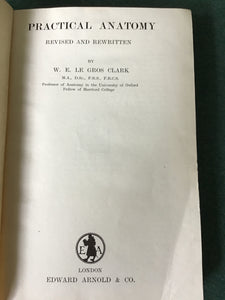 PRACTICAL ANATOMY
REVISED AND REWRITTEN
BY
W. E. LE GROS CLARK
M.A., D.Sc., F.R.S., F.R.C.S.
Professor of Anatomy in the University of Oxford
Fellow of Hertford College
E A
LONDON
EDWARD ARNOLD & CO.